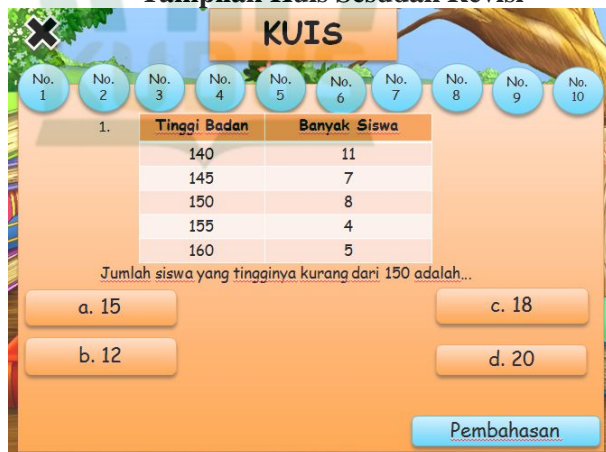 Tampilan Kuis Sesudah Revisi
KUIS
No. 1
No. 2
No. 3
No. 4
No. 5
No. 6
No. 7
No. 8
No. 9
No. 10
1. Tinggi Badan Banyak Siswa
140 11
145 7
150 8
155 4
160 5
Jumlah siswa yang tingginya kurang dari 150 adalah...
a. 15
c. 18
b. 12
d. 20
Pembahasan